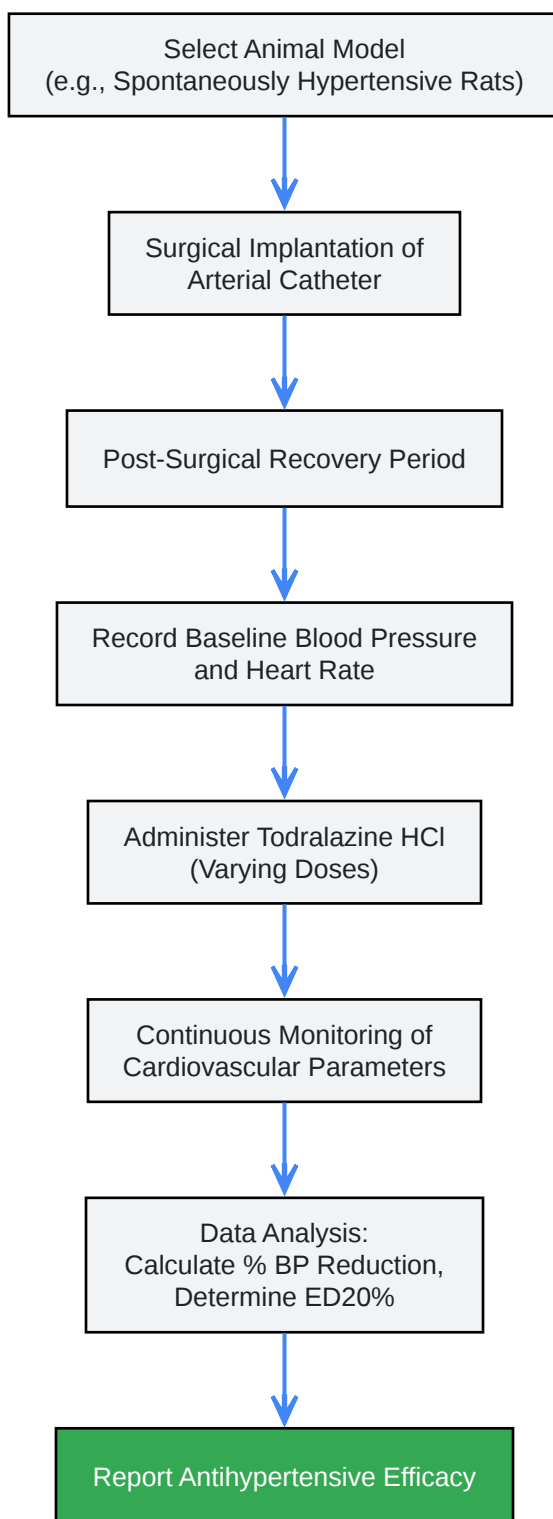 Select Animal Model
(e.g., Spontaneously Hypertensive Rats)
Surgical Implantation of
Arterial Catheter
Post-Surgical Recovery Period
Record Baseline Blood Pressure
and Heart Rate
Administer Todralazine HCl
(Varying Doses)
Continuous Monitoring of
Cardiovascular Parameters
Data Analysis:
Calculate % BP Reduction,
Determine ED20%
Report Antihypertensive Efficacy